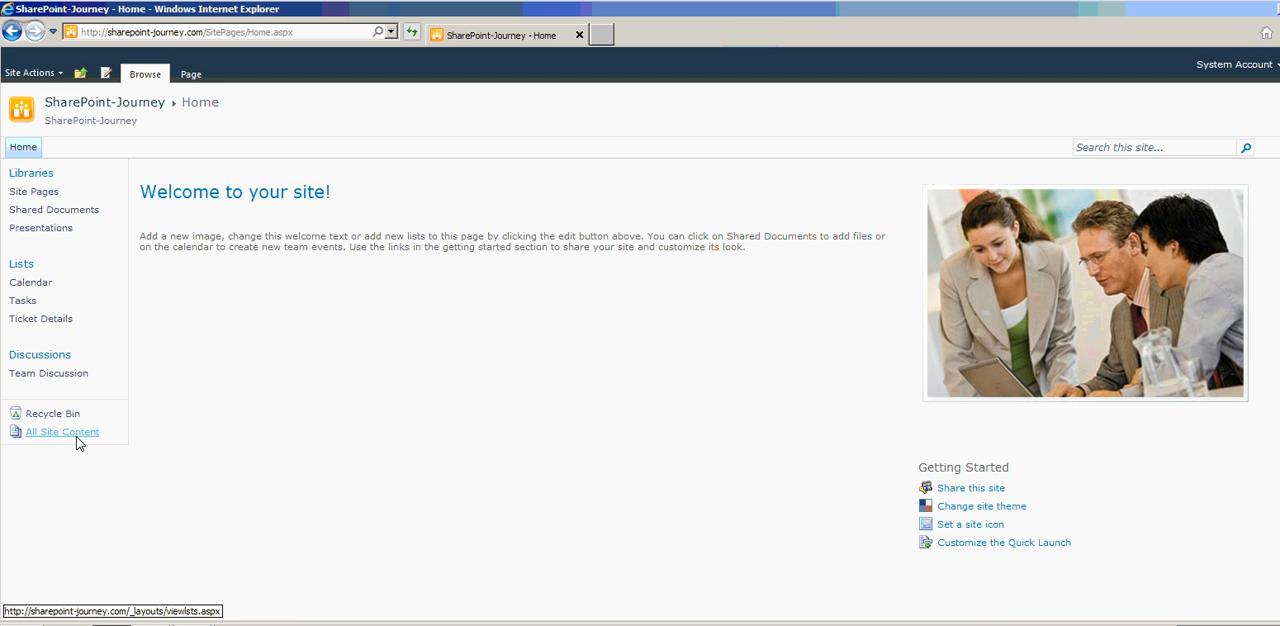 SharePoint-Journey - Home - Windows Internet Explorer
http://sharepoint-journey.com/SitePages/Home.aspx
SharePoint-Journey - Home
Site Actions
Browse
Page
System Account
SharePoint-Journey ▸ Home
SharePoint-Journey
Home
Search this site...
Libraries
Site Pages
Shared Documents
Presentations
Lists
Calendar
Tasks
Ticket Details
Discussions
Team Discussion
Recycle Bin
All Site Content
Welcome to your site!
Add a new image, change this welcome text or add new lists to this page by clicking the edit button above. You can click on Shared Documents to add files or
on the calendar to create new team events. Use the links in the getting started section to share your site and customize its look.
Getting Started
Share this site
Change site theme
Set a site icon
Customize the Quick Launch
http://sharepoint-journey.com/_layouts/viewlsts.aspx